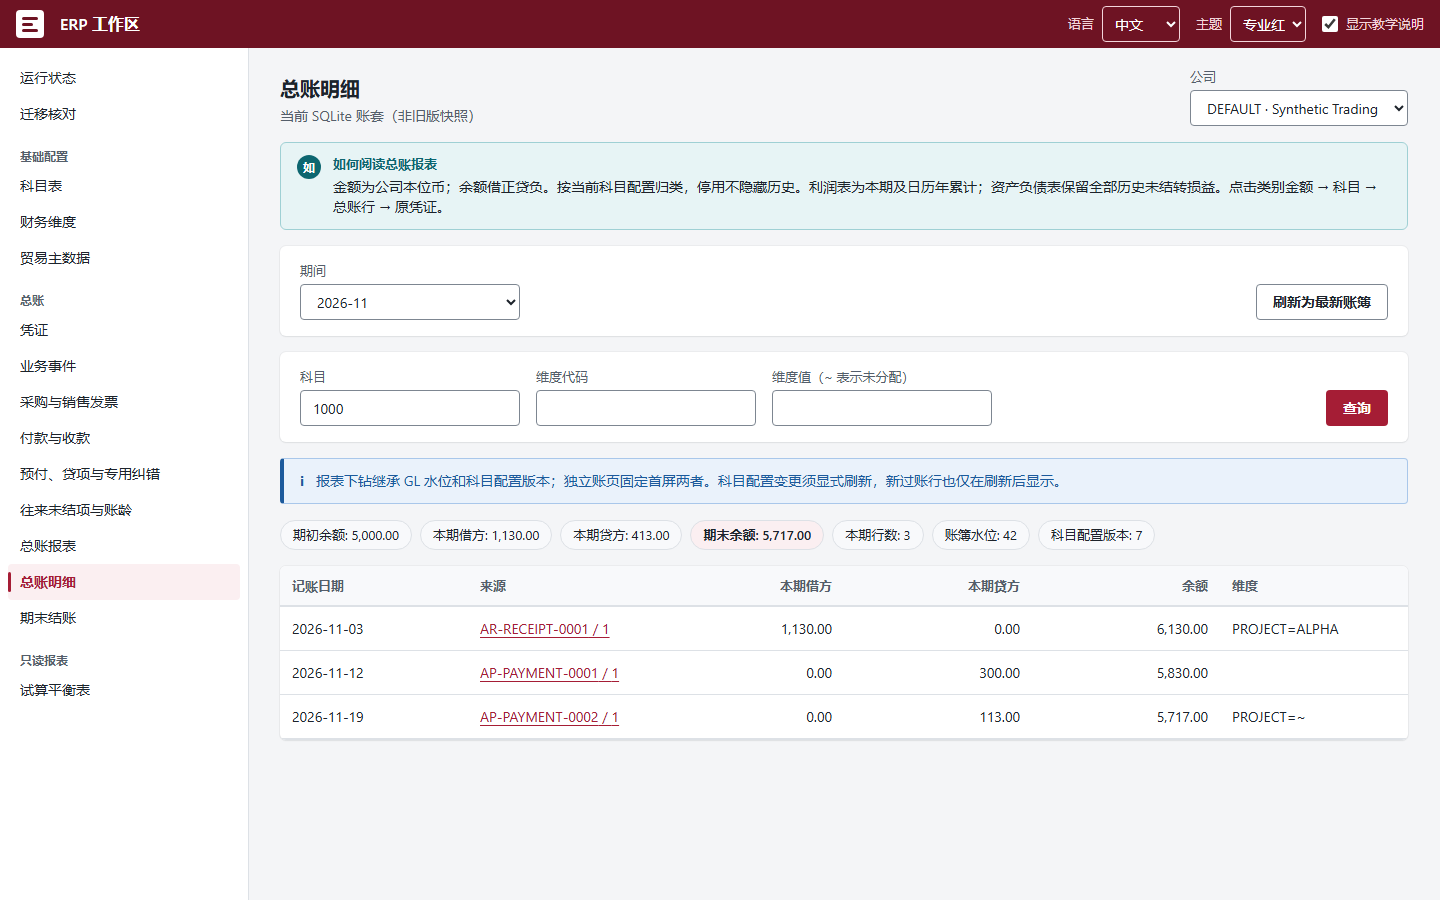 ERP 工作区
语言
中文
主题
专业红
显示教学说明
运行状态
迁移核对
基础配置
科目表
财务维度
贸易主数据
总账
凭证
业务事件
采购与销售发票
付款与收款
预付、贷项与专用纠错
往来未结项与账龄
总账报表
总账明细
期末结账
只读报表
试算平衡表
总账明细
当前 SQLite 账套（非旧版快照）
公司
DEFAULT · Synthetic Trading
如
如何阅读总账报表
金额为公司本位币；余额借正贷负。按当前科目配置归类，停用不隐藏历史。利润表为本期及日历年累计；资产负债表保留全部历史未结转损益。点击类别金额 → 科目 →
总账行 → 原凭证。
期间
2026-11
刷新为最新账簿
科目
维度代码
维度值（~ 表示未分配）
1000
查询
i 报表下钻继承 GL 水位和科目配置版本；独立账页固定首屏两者。科目配置变更须显式刷新，新过账行也仅在刷新后显示。
期初余额: 5,000.00
本期借方: 1,130.00
本期贷方: 413.00
期末余额: 5,717.00
本期行数: 3
账簿水位: 42
科目配置版本: 7
记账日期 来源 本期借方 本期贷方 余额 维度
2026-11-03 AR-RECEIPT-0001 / 1 1,130.00 0.00 6,130.00 PROJECT=ALPHA
2026-11-12 AP-PAYMENT-0001 / 1 0.00 300.00 5,830.00
2026-11-19 AP-PAYMENT-0002 / 1 0.00 113.00 5,717.00 PROJECT=~